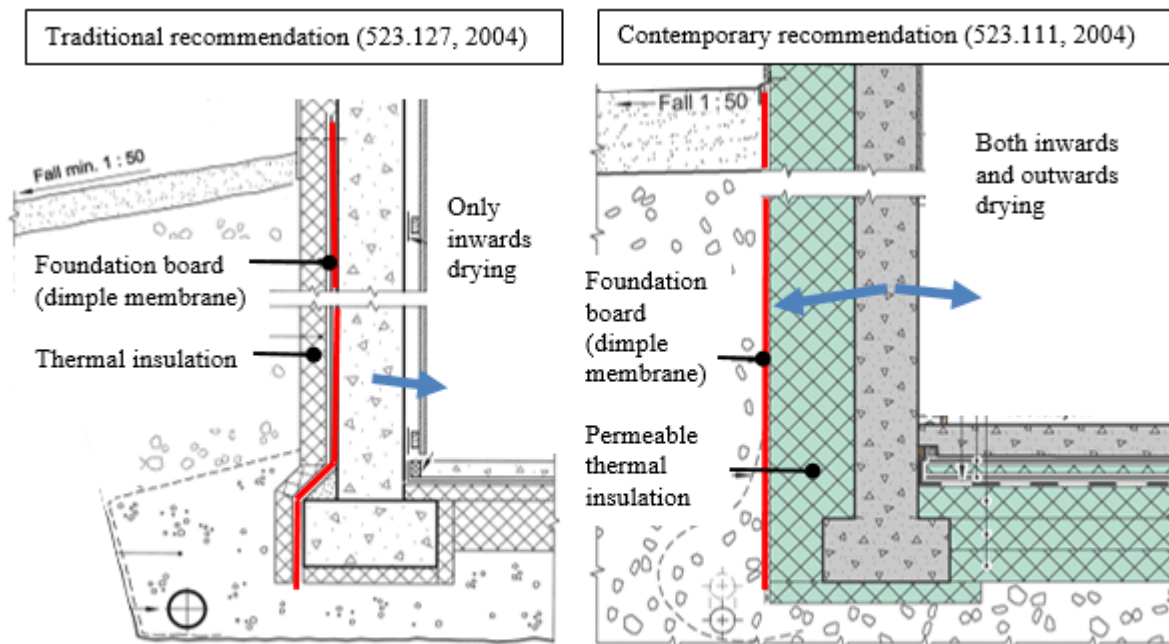 Traditional recommendation (523.127, 2004)
Fall min. 1 : 50
Only
inwards
drying
Foundation board
(dimple membrane)
Thermal insulation
Contemporary recommendation (523.111, 2004)
Fall 1 : 50
Both inwards
and outwards
drying
Foundation
board
(dimple
membrane)
Permeable
thermal
insulation